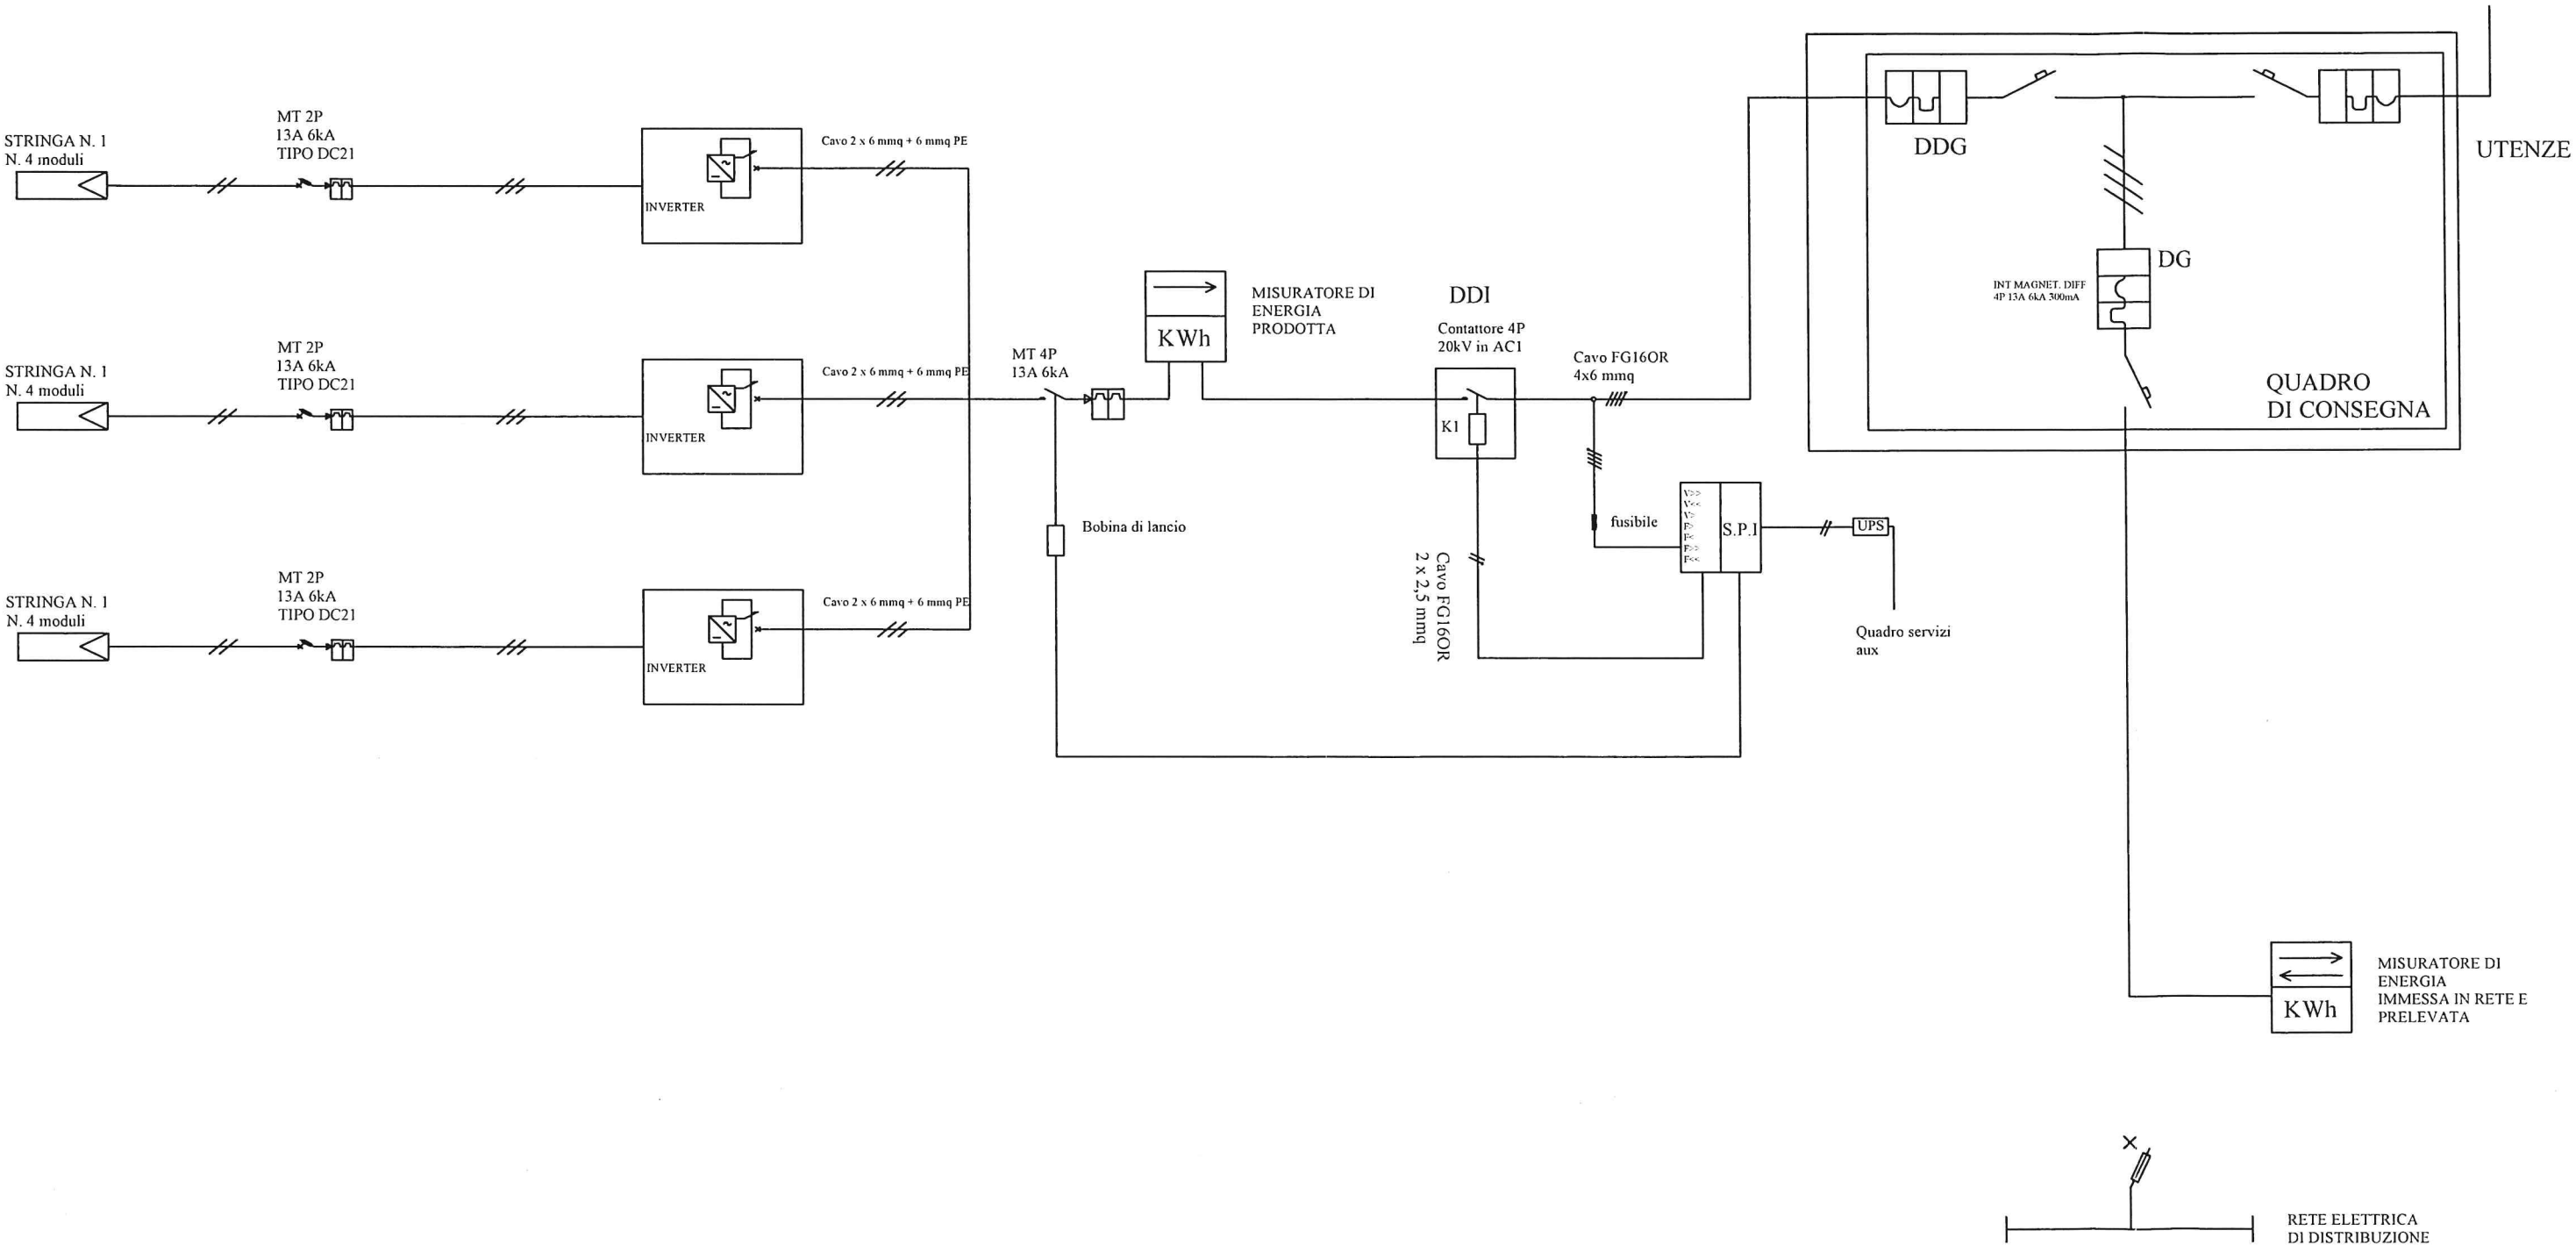 STRINGA N. 1
N. 4 moduli
MT 2P
13A 6kA
TIPO DC21
INVERTER
Cavo 2 x 6 mmq + 6 mmq PE
STRINGA N. 1
N. 4 moduli
MT 2P
13A 6kA
TIPO DC21
INVERTER
Cavo 2 x 6 mmq + 6 mmq PE
STRINGA N. 1
N. 4 moduli
MT 2P
13A 6kA
TIPO DC21
INVERTER
Cavo 2 x 6 mmq + 6 mmq PE
MT 4P
13A 6kA
Bobina di lancio
KWh
MISURATORE DI
ENERGIA
PRODOTTA
DDI
Contattore 4P
20kV in AC1
K1
Cavo FG16OR
2 x 2,5 mmq
Cavo FG16OR
4x6 mmq
fusibile
V>>
V<<
V>
F>
F<
F>>
F<<
S.P.I
UPS
Quadro servizi
aux
DDG
UTENZE
DG
INT MAGNET. DIFF
4P 13A 6kA 300mA
QUADRO
DI CONSEGNA
KWh
MISURATORE DI
ENERGIA
IMMESSA IN RETE E
PRELEVATA
RETE ELETTRICA
DI DISTRIBUZIONE